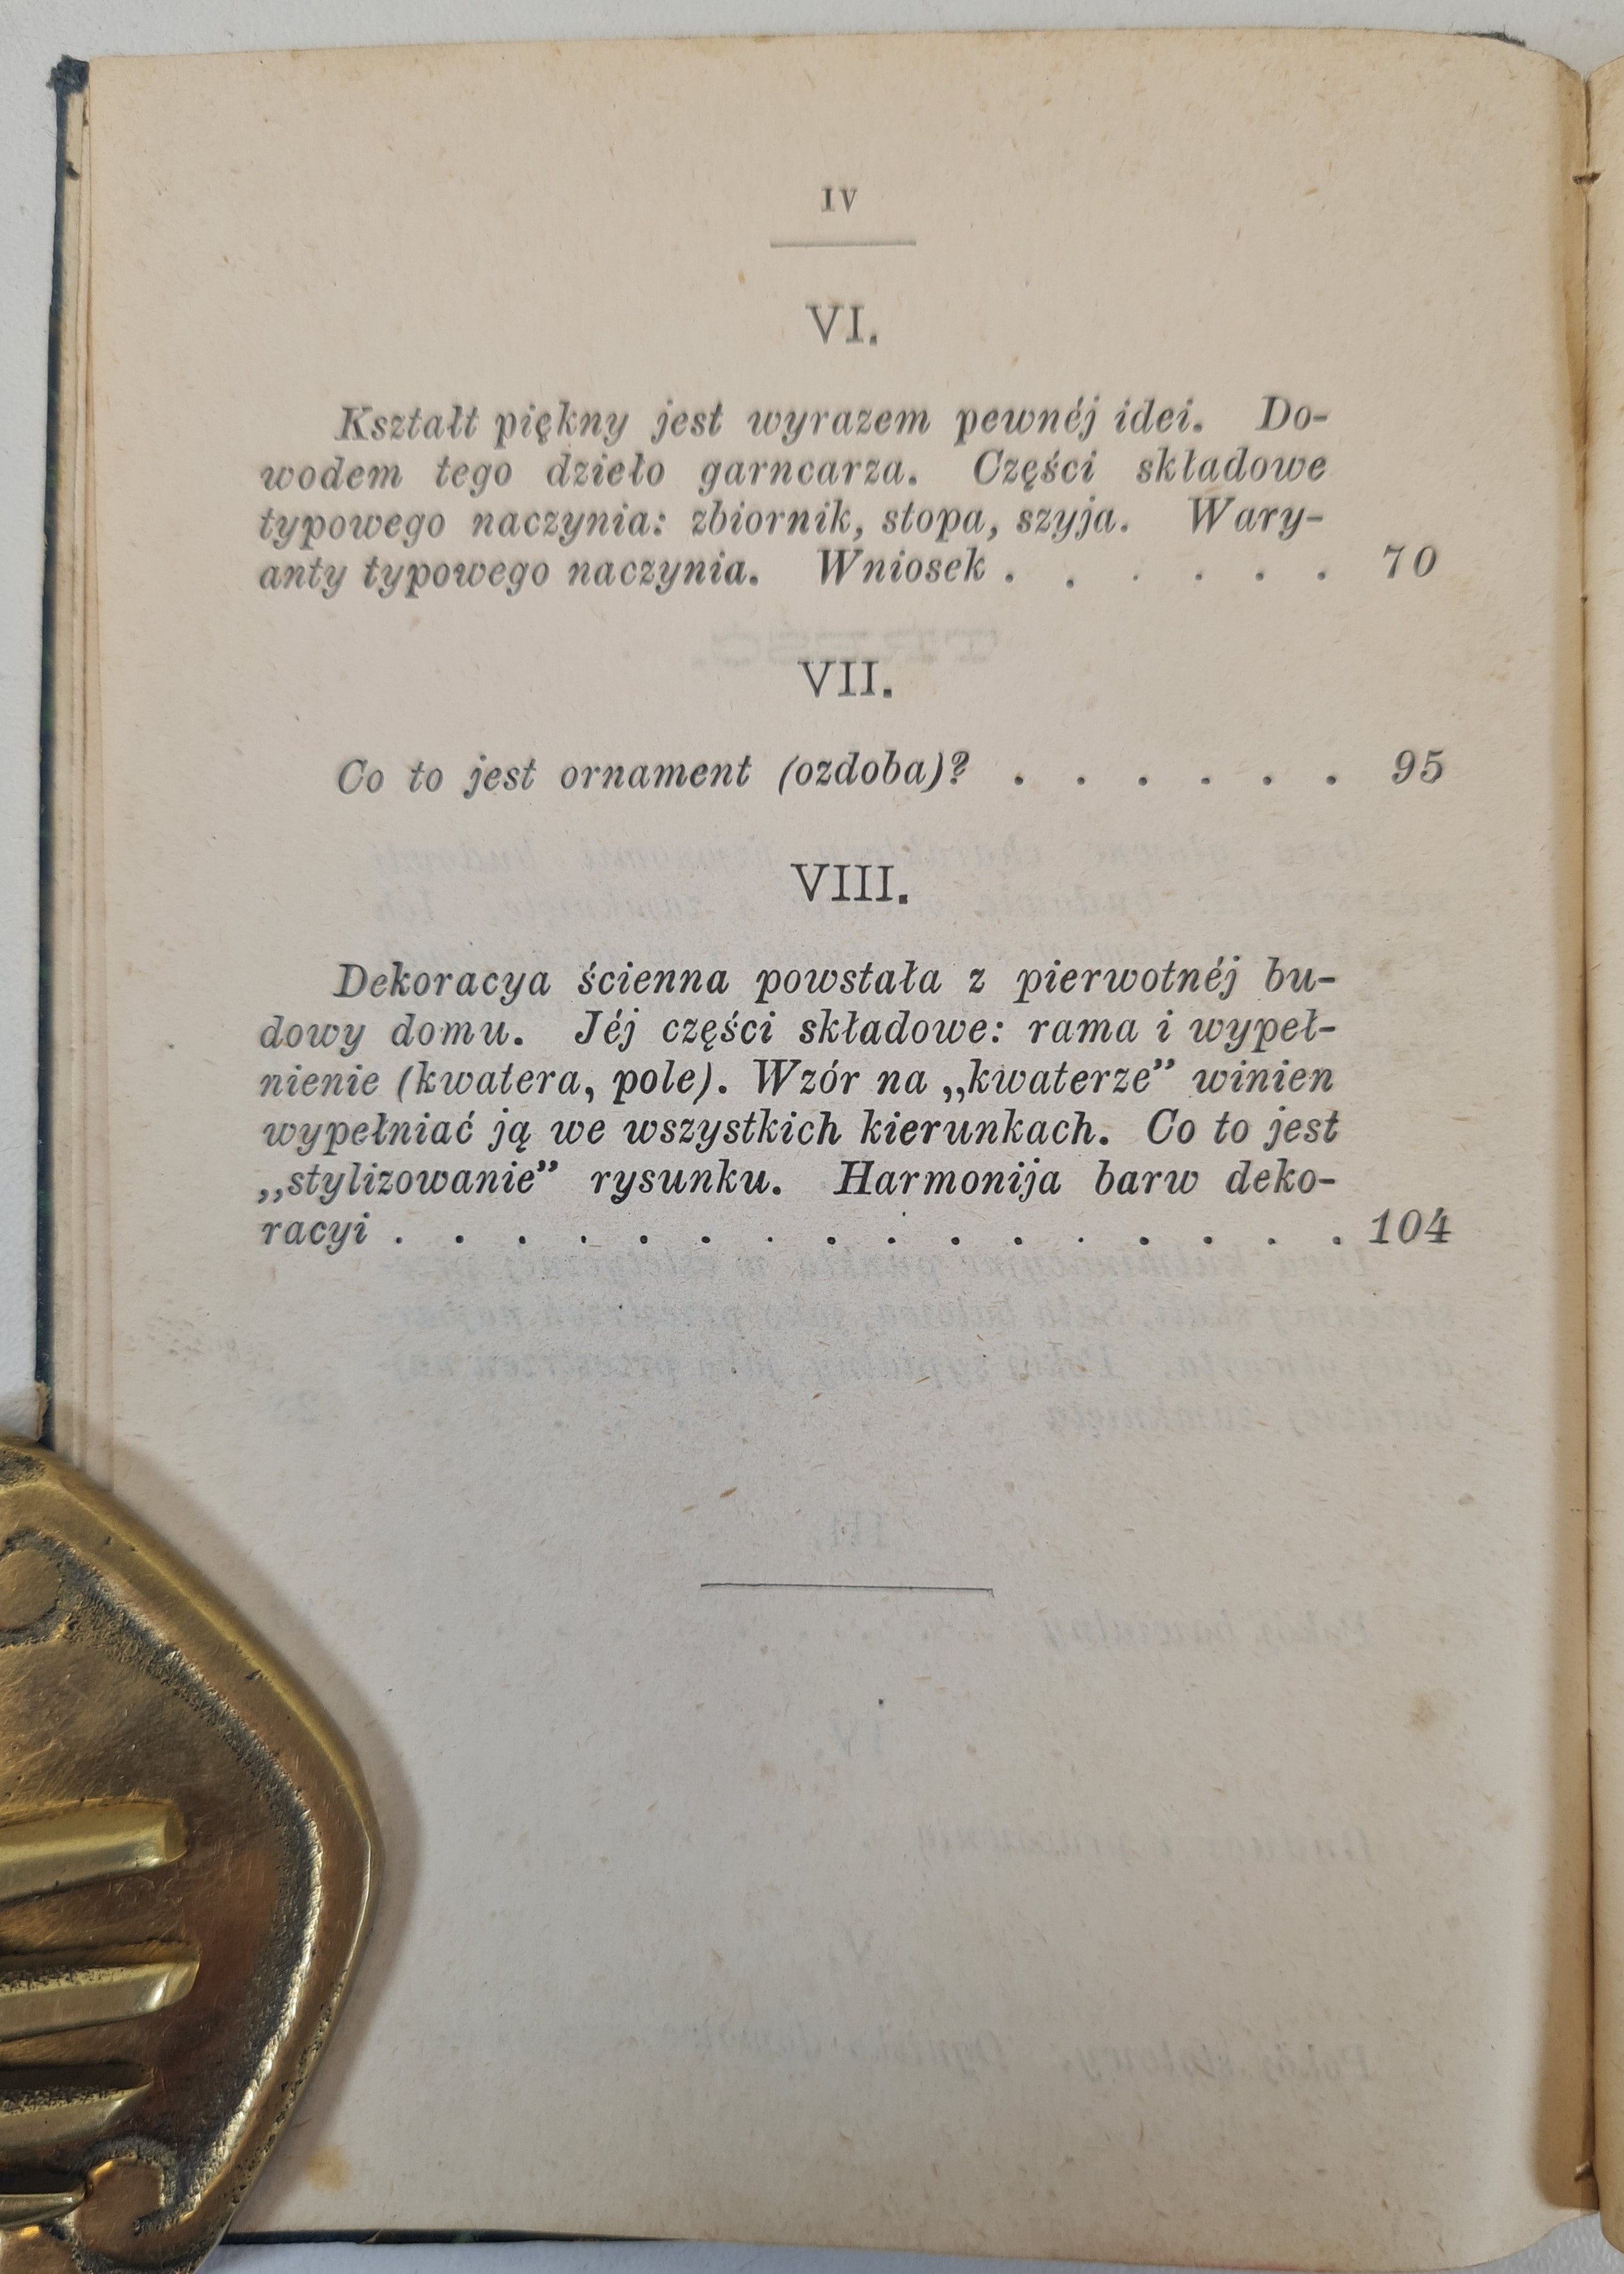 IV
VI.
Kształt piękny jest wyrazem pewnéj idei. Do-
wodem tego dzieło garncarza. Części składowe
typowego naczynia: zbiornik, stopa, szyja. Wary-
anty typowego naczynia. Wniosek . . . . . . 70
VII.
Co to jest ornament (ozdoba)? . . . . . . 95
VIII.
Dekoracya ścienna powstała z pierwotnéj bu-
dowy domu. Jéj części składowe: rama i wypeł-
nienie (kwatera, pole). Wzór na „kwaterze” winien
wypełniać ją we wszystkich kierunkach. Co to jest
„stylizowanie” rysunku. Harmonija barw deko-
racyi . . . . . . . . . . . . . . . . 104